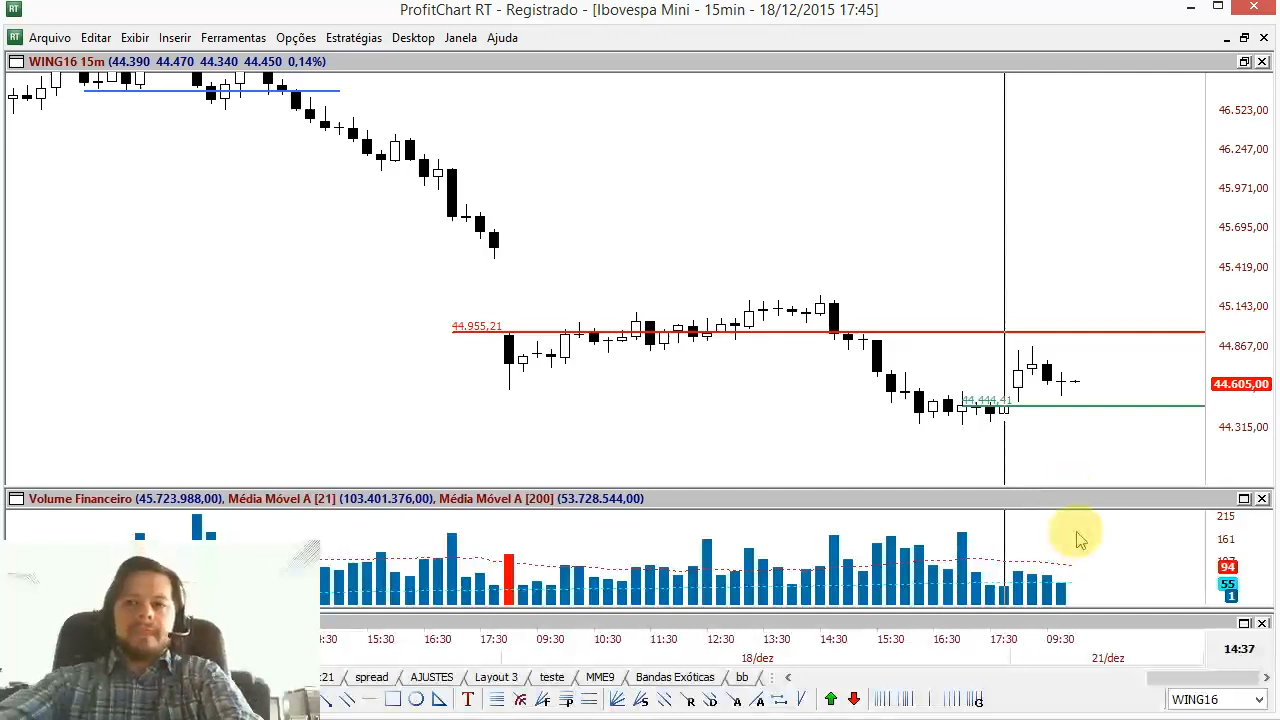 ProfitChart RT - Registrado - [Ibovespa Mini - 15min - 18/12/2015 17:45]
RT Arquivo Editar Exibir Inserir Ferramentas Opções Estratégias Desktop Janela Ajuda
WING16 15m (44.390 44.470 44.340 44.450 0,14%)
46.523,00
46.247,00
45.971,00
45.695,00
45.419,00
45.143,00
44.955,21
44.867,00
44.605,00
44.444,41
44.315,00
Volume Financeiro (45.723.988,00), Média Móvel A [21] (103.401.376,00), Média Móvel A [200] (53.728.544,00)
215
161
94
55
1
15:30 16:30 17:30 09:30 10:30 11:30 12:30 13:30 14:30 15:30 16:30 17:30 09:30
14:37
18/dez 21/dez
21 spread AJUSTES Layout 3 teste MME9 Bandas Exóticas bb
WING16